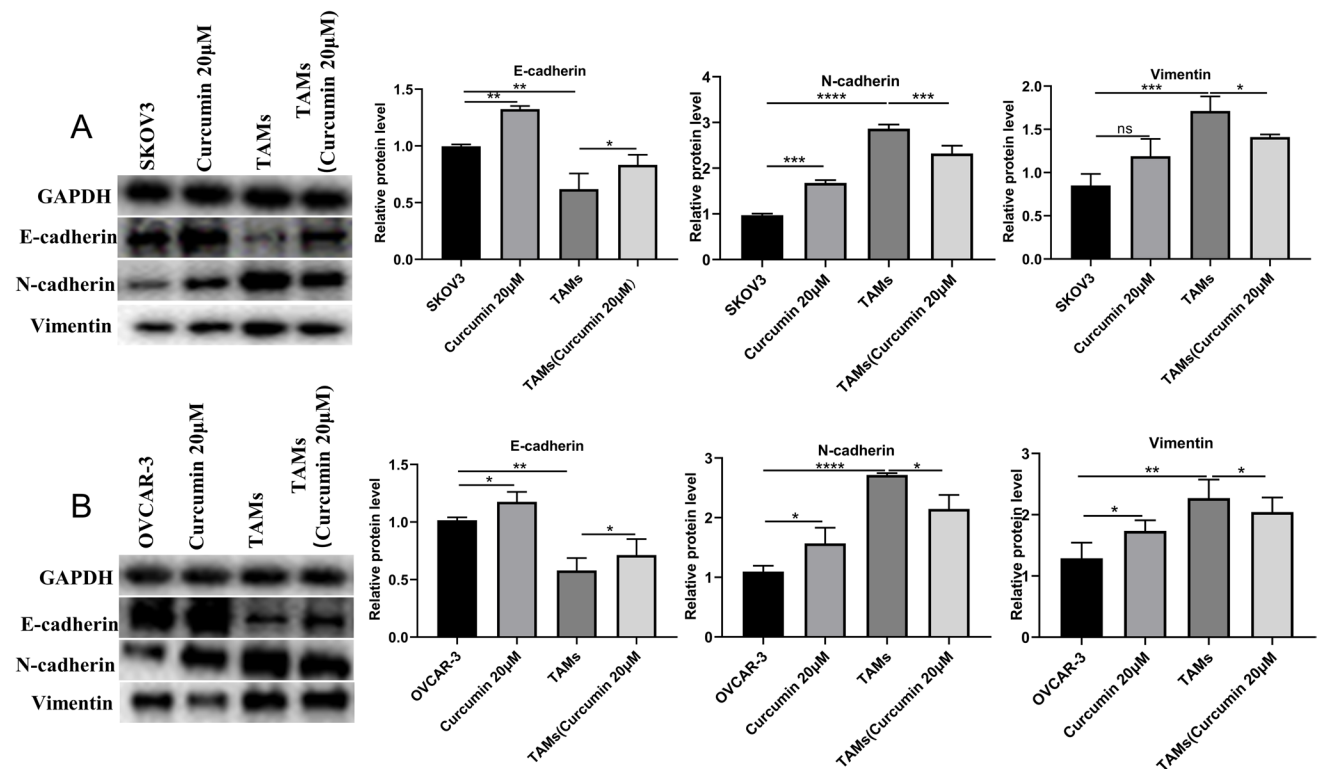 A
SKOV3
Curcumin 20μM
TAMs
TAMs
(Curcumin 20μM)
GAPDH
E-cadherin
N-cadherin
Vimentin
E-cadherin
Relative protein level
1.5
1.0
0.5
0.0
**
**
*
SKOV3
Curcumin 20μM
TAMs
TAMs(Curcumin 20μM)
N-cadherin
Relative protein level
4
3
2
1
0
****
***
***
SKOV3
Curcumin 20μM
TAMs
TAMs(Curcumin 20μM)
Vimentin
Relative protein level
2.0
1.5
1.0
0.5
0.0
***
*
ns
SKOV3
Curcumin 20μM
TAMs
TAMs(Curcumin 20μM)
B
OVCAR-3
Curcumin 20μM
TAMs
TAMs
(Curcumin 20μM)
GAPDH
E-cadherin
N-cadherin
Vimentin
E-cadherin
Relative protein level
1.5
1.0
0.5
0.0
**
*
*
OVCAR-3
Curcumin 20μM
TAMs
TAMs(Curcumin 20μM)
N-cadherin
Relative protein level
3
2
1
0
****
*
*
OVCAR-3
Curcumin 20μM
TAMs
TAMs(Curcumin 20μM)
Vimentin
Relative protein level
3
2
1
0
**
*
*
OVCAR-3
Curcumin 20μM
TAMs
TAMs(Curcumin 20μM)